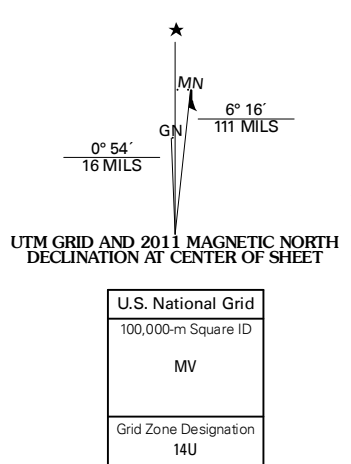 MN
6° 16´
111 MILS
GN
0° 54´
16 MILS
UTM GRID AND 2011 MAGNETIC NORTH
DECLINATION AT CENTER OF SHEET
U.S. National Grid
100,000-m Square ID
MV
Grid Zone Designation
14U